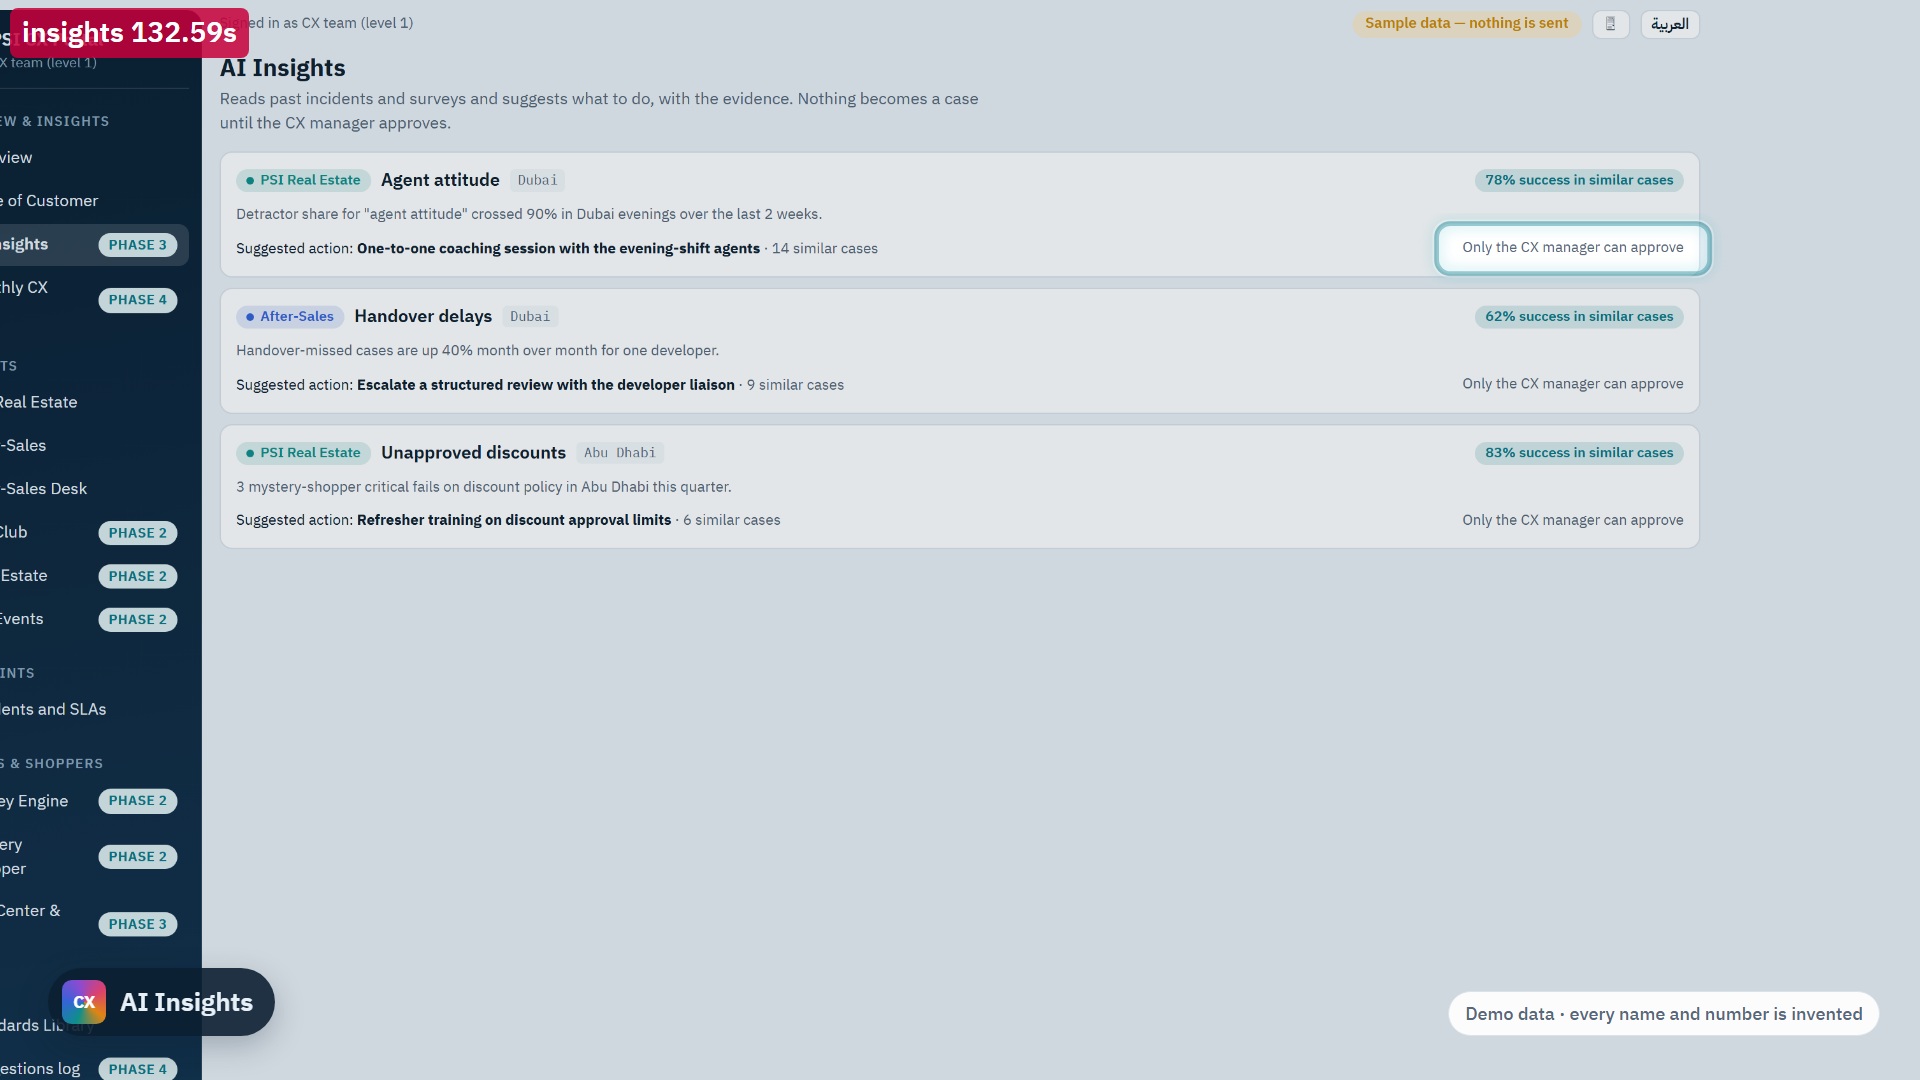 insights 132.59s
ed in as CX team (level 1)
Sample data — nothing is sent
العربية
X team (level 1)
AI Insights
Reads past incidents and surveys and suggests what to do, with the evidence. Nothing becomes a case
until the CX manager approves.
EW & INSIGHTS
view
e of Customer
nsights PHASE 3
thly CX
PHASE 4
TS
Real Estate
-Sales
-Sales Desk
Club PHASE 2
Estate PHASE 2
Events PHASE 2
INTS
dents and SLAs
S & SHOPPERS
ey Engine PHASE 2
ery
pper
PHASE 2
Center &
PHASE 3
dards Library
estions log PHASE 4
PSI Real Estate Agent attitude Dubai 78% success in similar cases
Detractor share for "agent attitude" crossed 90% in Dubai evenings over the last 2 weeks.
Suggested action: One-to-one coaching session with the evening-shift agents · 14 similar cases
Only the CX manager can approve
After-Sales Handover delays Dubai 62% success in similar cases
Handover-missed cases are up 40% month over month for one developer.
Suggested action: Escalate a structured review with the developer liaison · 9 similar cases
Only the CX manager can approve
PSI Real Estate Unapproved discounts Abu Dhabi 83% success in similar cases
3 mystery-shopper critical fails on discount policy in Abu Dhabi this quarter.
Suggested action: Refresher training on discount approval limits · 6 similar cases
Only the CX manager can approve
CX AI Insights
Demo data · every name and number is invented